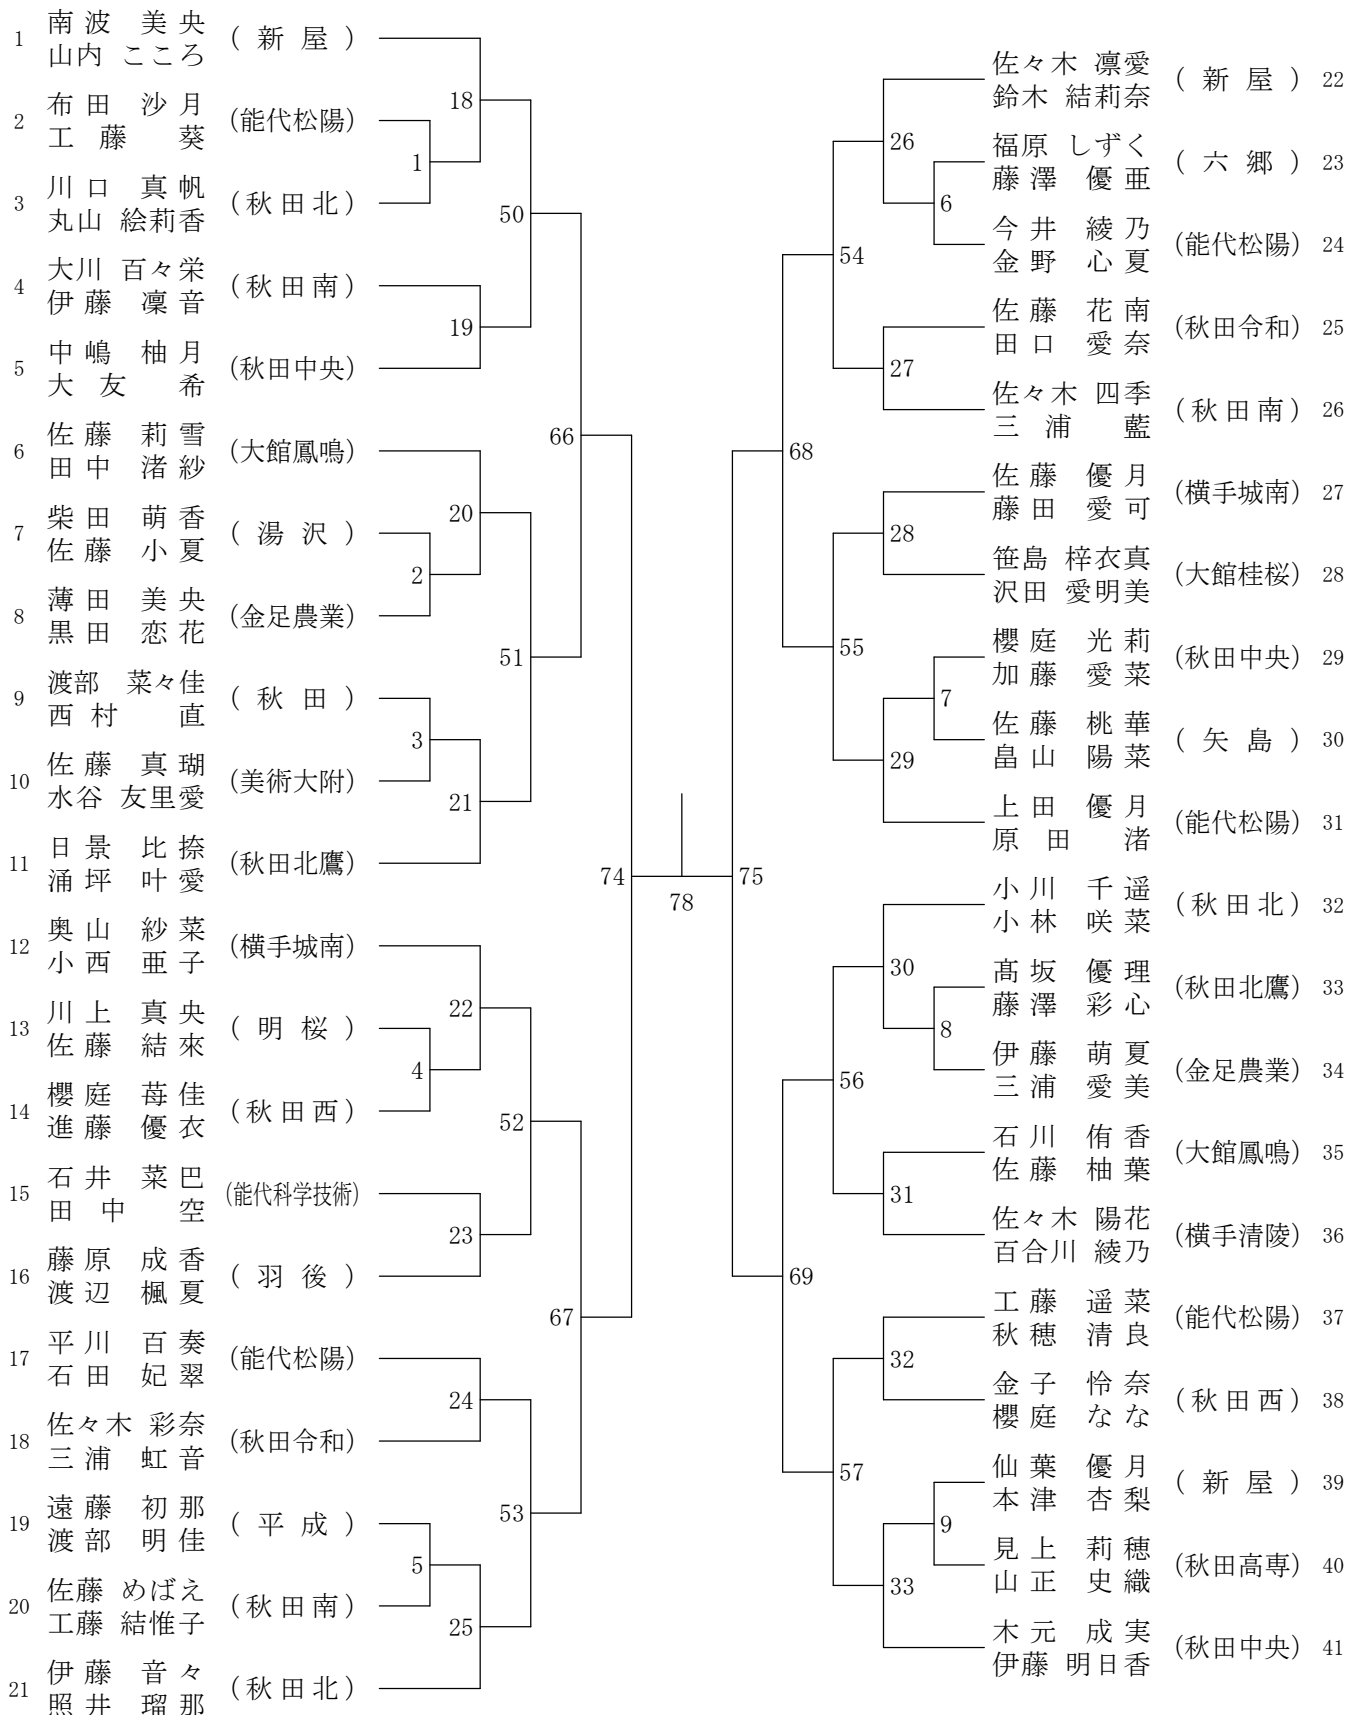 1 南波 美央 山内 こころ (新屋)
2 布田 沙月 工藤 葵 (能代松陽)
3 川口 真帆 丸山 絵莉香 (秋田北)
4 大川 百々栄 伊藤 凛音 (秋田南)
5 中嶋 柚月 大友 希 (秋田中央)
6 佐藤 莉雪 田中 渚紗 (大館鳳鳴)
7 柴田 萌香 佐藤 小夏 (湯沢)
8 薄田 美央 黒田 恋花 (金足農業)
9 渡部 菜々佳 西村 直 (秋田)
10 佐藤 真瑚 水谷 友里愛 (美術大附)
11 日景 比捺 涌坪 叶愛 (秋田北鷹)
12 奥山 紗菜 小西 亜子 (横手城南)
13 川上 真央 佐藤 結來 (明桜)
14 櫻庭 苺佳 進藤 優衣 (秋田西)
15 石井 菜巴 田中 空 (能代科学技術)
16 藤原 成香 渡辺 楓夏 (羽後)
17 平川 百奏 石田 妃翠 (能代松陽)
18 佐々木 彩奈 三浦 虹音 (秋田令和)
19 遠藤 初那 渡部 明佳 (平成)
20 佐藤 めばえ 工藤 結惟子 (秋田南)
21 伊藤 音々 照井 瑠那 (秋田北)
1
2
3
4
5
18
19
20
21
22
23
24
25
50
51
52
53
66
67
74
78
75
68
69
54
55
56
57
26
27
28
29
30
31
32
33
6
7
8
9
佐々木 凛愛 鈴木 結莉奈 (新屋) 22
福原 しずく 藤澤 優亜 (六郷) 23
今井 綾乃 金野 心夏 (能代松陽) 24
佐藤 花南 田口 愛奈 (秋田令和) 25
佐々木 四季 三浦 藍 (秋田南) 26
佐藤 優月 藤田 愛可 (横手城南) 27
笹島 梓衣真 沢田 愛明美 (大館桂桜) 28
櫻庭 光莉 加藤 愛菜 (秋田中央) 29
佐藤 桃華 畠山 陽菜 (矢島) 30
上田 優月 原田 渚 (能代松陽) 31
小川 千遥 小林 咲菜 (秋田北) 32
髙坂 優理 藤澤 彩心 (秋田北鷹) 33
伊藤 萌夏 三浦 愛美 (金足農業) 34
石川 侑香 佐藤 柚葉 (大館鳳鳴) 35
佐々木 陽花 百合川 綾乃 (横手清陵) 36
工藤 遥菜 秋穂 清良 (能代松陽) 37
金子 怜奈 櫻庭 なな (秋田西) 38
仙葉 優月 本津 杏梨 (新屋) 39
見上 莉穂 山正 史織 (秋田高専) 40
木元 成実 伊藤 明日香 (秋田中央) 41